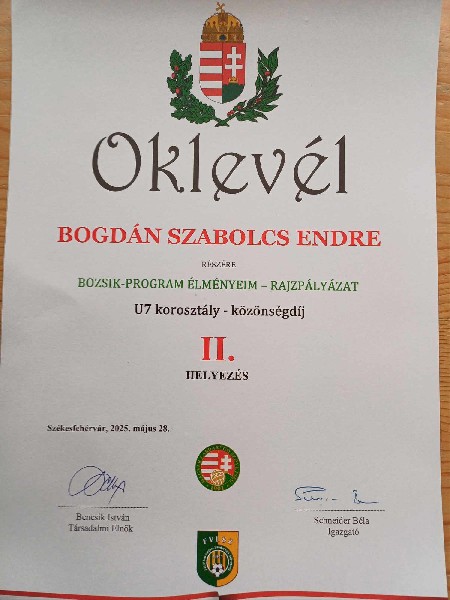 Oklevél
BOGDÁN SZABOLCS ENDRE
RÉSZÉRE
BOZSIK-PROGRAM ÉLMÉNYEIM – RAJZPÁLYÁZAT
U7 korosztály - közönségdíj
II.
HELYEZÉS
Székesfehérvár, 2025. május 28.
Bencsik István
Társadalmi Elnök
Schneider Béla
Igazgató